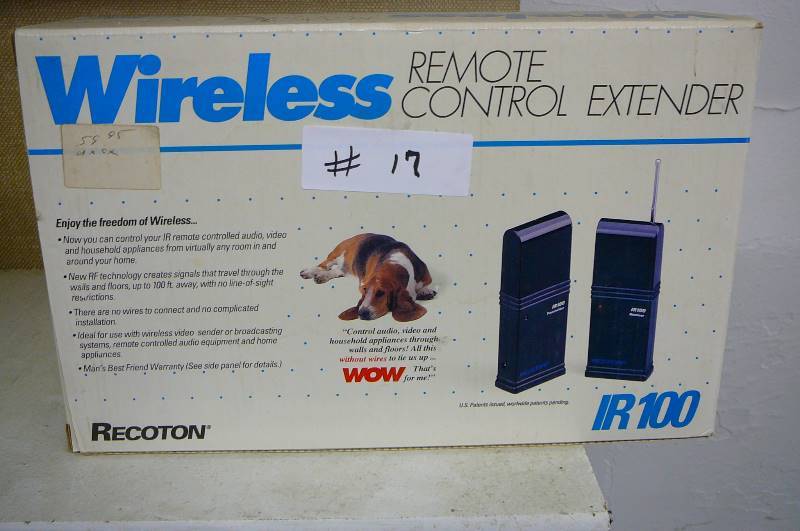 Wireless REMOTE
CONTROL EXTENDER
55 95
# 17
Enjoy the freedom of Wireless...
• Now you can control your IR remote controlled audio, video
and household appliances from virtually any room in and
around your home.
• New RF technology creates signals that travel through the
walls and floors, up to 100 ft. away, with no line-of-sight
restrictions.
• There are no wires to connect and no complicated
installation.
• Ideal for use with wireless video sender or broadcasting
systems, remote controlled audio equipment and home
appliances.
• Man's Best Friend Warranty (See side panel for details.)
"Control audio, video and
household appliances through
walls and floors! All this
without wires to tie us up ...
WOW That's
for me!"
IR100
IR100
U.S. Patents issued, worldwide patents pending.
RECOTON®
IR100